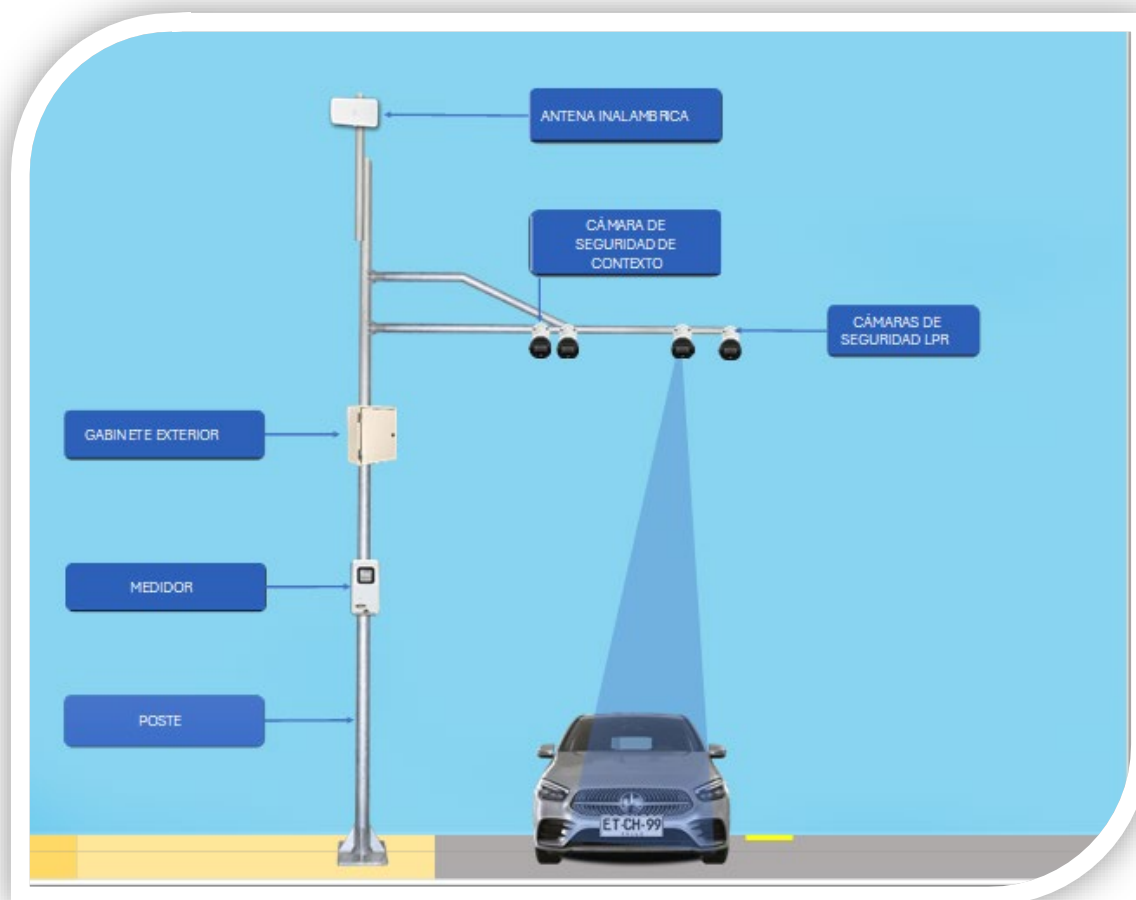 ANTENA INALAMBRICA
CÁMARA DE
SEGURIDAD DE
CONTEXTO
CÁMARAS DE
SEGURIDAD LPR
GABINETE EXTERIOR
MEDIDOR
POSTE
ET·CH-99